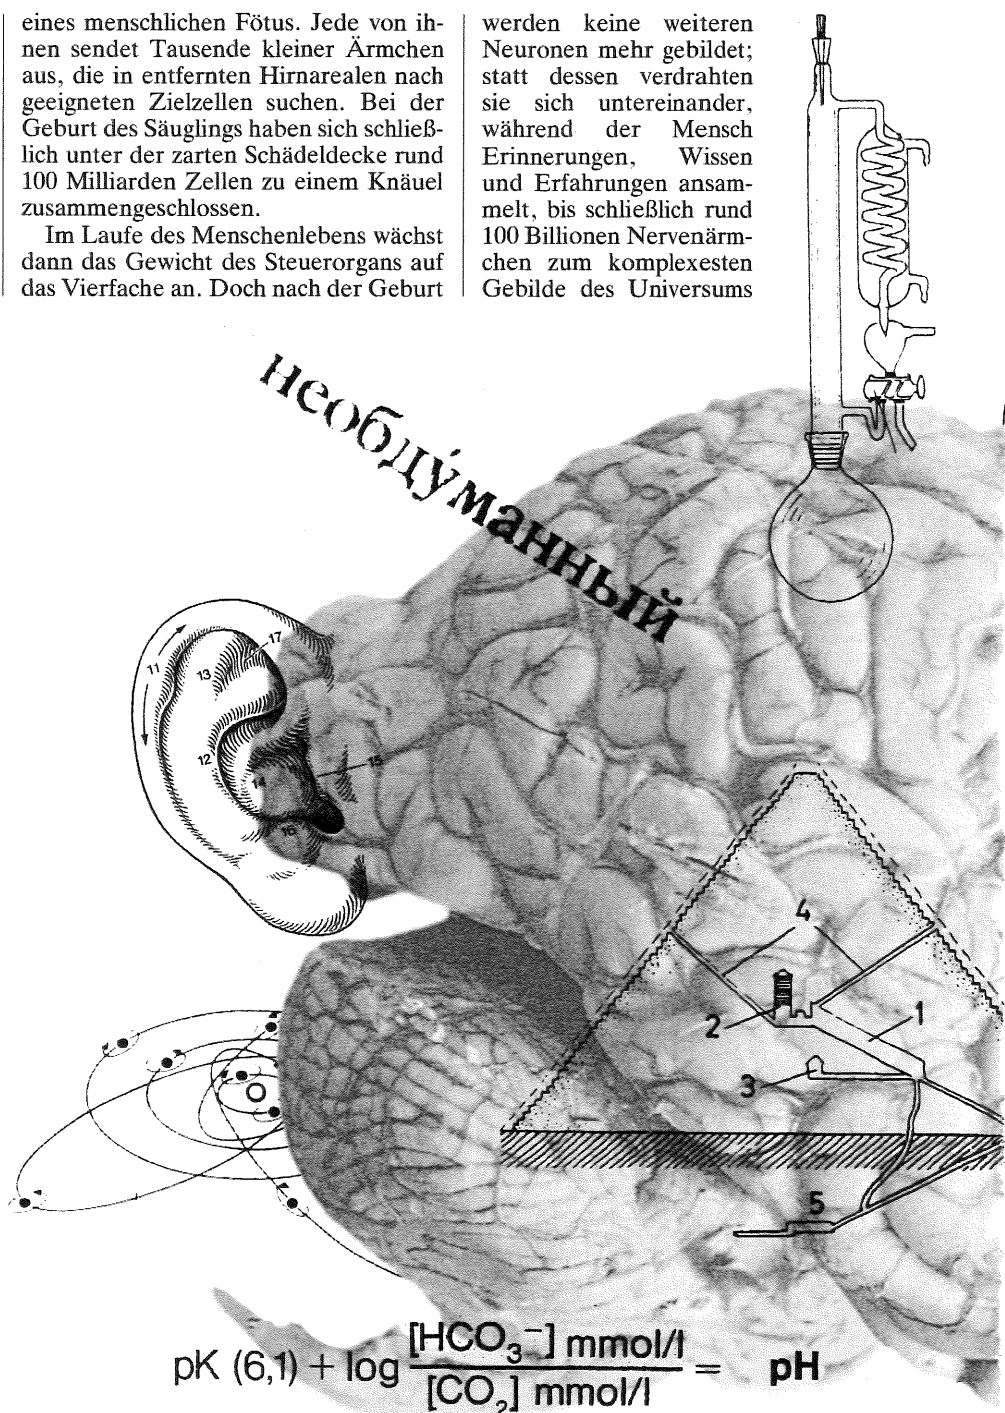 eines menschlichen Fötus. Jede von ih-
nen sendet Tausende kleiner Ärmchen
aus, die in entfernten Hirnarealen nach
geeigneten Zielzellen suchen. Bei der
Geburt des Säuglings haben sich schließ-
lich unter der zarten Schädeldecke rund
100 Milliarden Zellen zu einem Knäuel
zusammengeschlossen.
Im Laufe des Menschenlebens wächst
dann das Gewicht des Steuerorgans auf
das Vierfache an. Doch nach der Geburt
werden keine weiteren
Neuronen mehr gebildet;
statt dessen verdrahten
sie sich untereinander,
während der Mensch
Erinnerungen, Wissen
und Erfahrungen ansam-
melt, bis schließlich rund
100 Billionen Nervenärm-
chen zum komplexesten
Gebilde des Universums
необду́манный
17
11
13
12
15
14
16
4
2
1
3
5
pK (6,1) + log [HCO₃⁻] mmol/l / [CO₂] mmol/l = pH